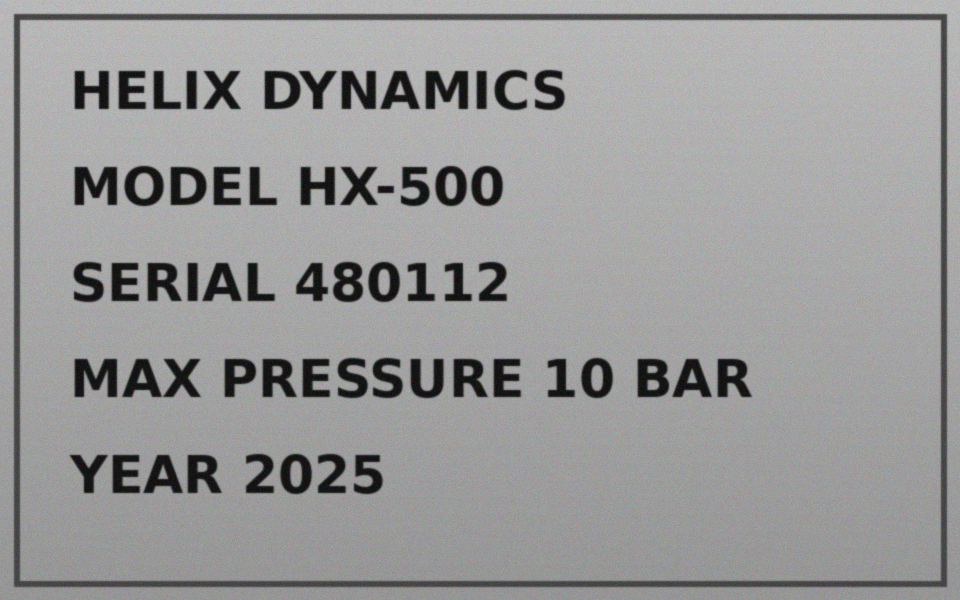 HELIX DYNAMICS
MODEL HX-500
SERIAL 480112
MAX PRESSURE 10 BAR
YEAR 2025